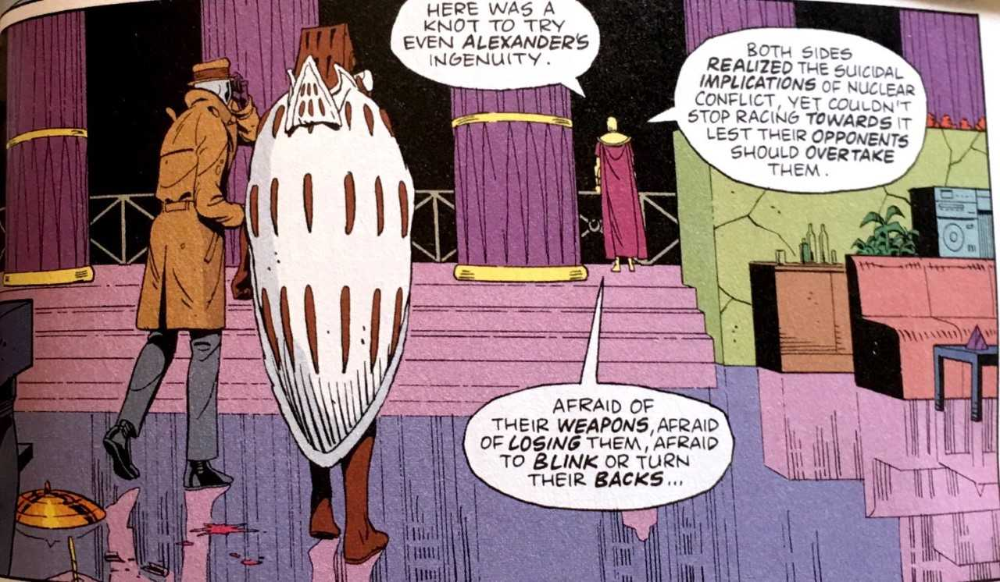 HERE WAS A
KNOT TO TRY
EVEN ALEXANDER'S
INGENUITY.
BOTH SIDES
REALIZED THE SUICIDAL
IMPLICATIONS OF NUCLEAR
CONFLICT, YET COULDN'T
STOP RACING TOWARDS IT
LEST THEIR OPPONENTS
SHOULD OVERTAKE
THEM.
AFRAID OF
THEIR WEAPONS, AFRAID
OF LOSING THEM, AFRAID
TO BLINK OR TURN
THEIR BACKS...